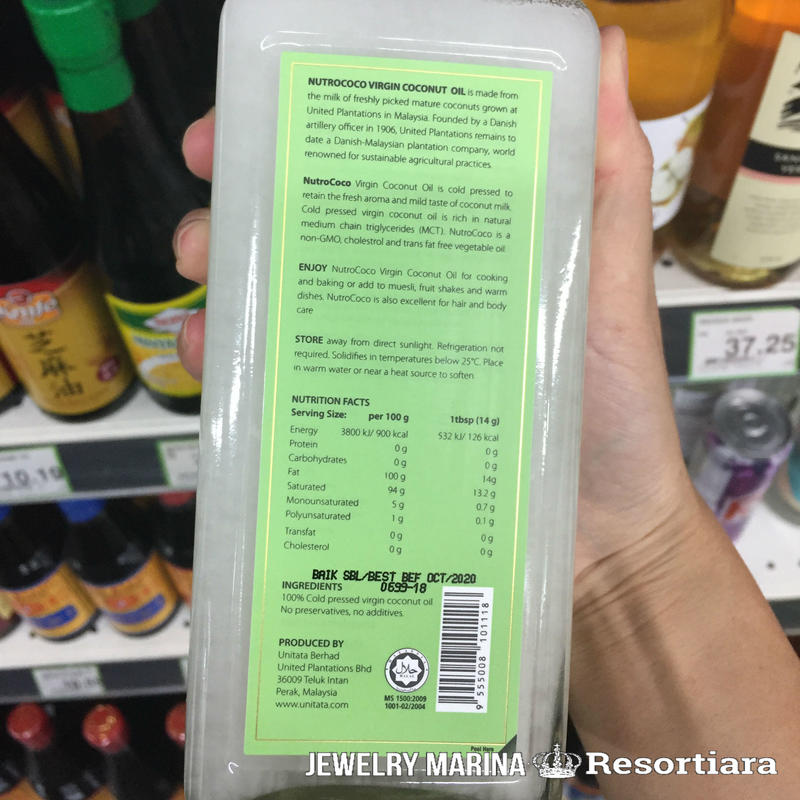 NUTROCOCO VIRGIN COCONUT OIL is made from
the milk of freshly picked mature coconuts grown at
United Plantations in Malaysia. Founded by a Danish
artillery officer in 1906, United Plantations remains to
date a Danish-Malaysian plantation company, world
renowned for sustainable agricultural practices.
NutroCoco Virgin Coconut Oil is cold pressed to
retain the fresh aroma and mild taste of coconut milk.
Cold pressed virgin coconut oil is rich in natural
medium chain triglycerides (MCT). NutroCoco is a
non-GMO, cholestrol and trans fat free vegetable oil
ENJOY NutroCoco Virgin Coconut Oil for cooking
and baking or add to muesli, fruit shakes and warm
dishes. NutroCoco is also excellent for hair and body
care
STORE away from direct sunlight. Refrigeration not
required. Solidifies in temperatures below 25°C. Place
in warm water or near a heat source to soften
NUTRITION FACTS
Serving Size: per 100 g 1tbsp (14 g)
Energy 3800 kJ/ 900 kcal 532 kJ/ 126 kcal
Protein 0 g 0 g
Carbohydrates 0 g 0 g
Fat 100 g 14g
Saturated 94 g 13.2 g
Monounsaturated 5 g 0.7 g
Polyunsaturated 1 g 0.1 g
Transfat 0 g 0 g
Cholesterol 0 g 0 g
BAIK SBL/BEST BEF OCT/2020
0699-18
INGREDIENTS
100% Cold pressed virgin coconut oil
No preservatives, no additives.
PRODUCED BY
Unitata Berhad
United Plantations Bhd
36009 Teluk Intan
Perak, Malaysia
www.unitata.com
حلال
HALAL
MS 1500:2009
1001-02/2004
9 555008 101118
Peel Here
芝麻油
37.25
10.10
JEWELRY MARINA Resortiara